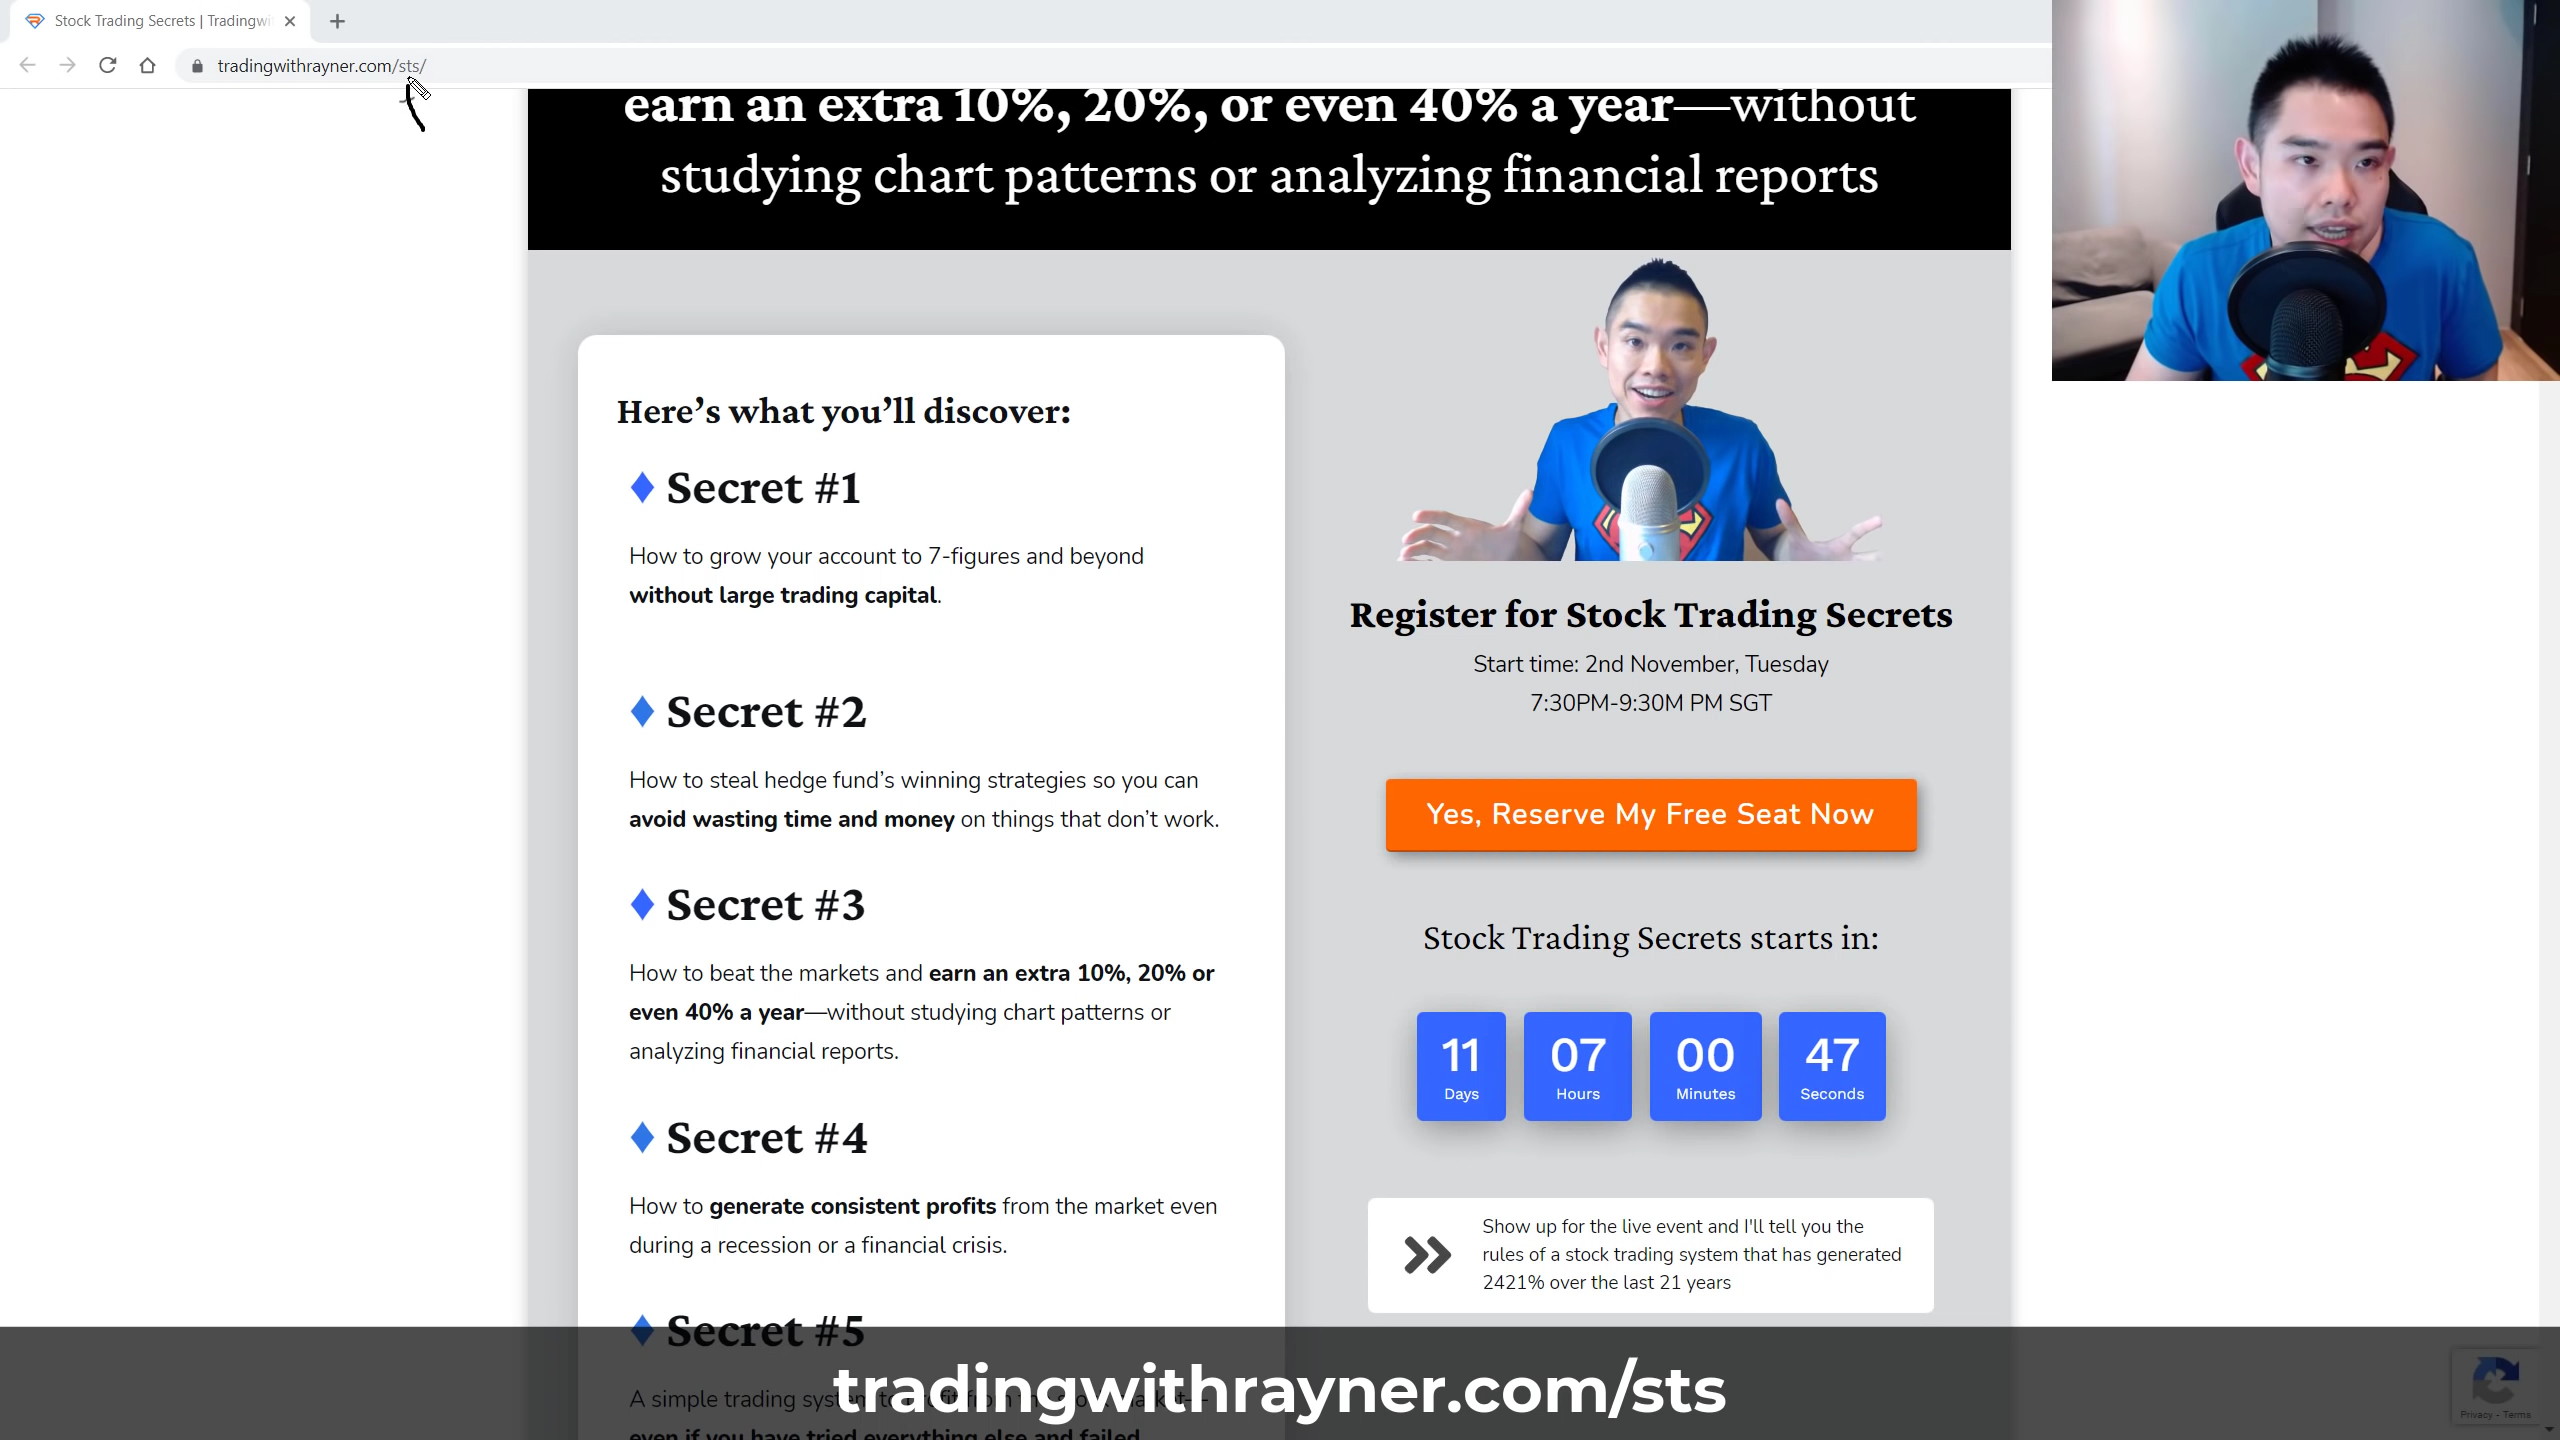 Stock Trading Secrets | Tradingwi
tradingwithrayner.com/sts/
earn an extra 10%, 20%, or even 40% a year—without
studying chart patterns or analyzing financial reports
Here’s what you’ll discover:
Secret #1
How to grow your account to 7-figures and beyond
without large trading capital.
Secret #2
How to steal hedge fund’s winning strategies so you can
avoid wasting time and money on things that don’t work.
Secret #3
How to beat the markets and earn an extra 10%, 20% or
even 40% a year—without studying chart patterns or
analyzing financial reports.
Secret #4
How to generate consistent profits from the market even
during a recession or a financial crisis.
Secret #5
A simple trading
even if you have tried everything else and failed
Register for Stock Trading Secrets
Start time: 2nd November, Tuesday
7:30PM-9:30M PM SGT
Yes, Reserve My Free Seat Now
Stock Trading Secrets starts in:
11 07 00 47
Days Hours Minutes Seconds
Show up for the live event and I'll tell you the
rules of a stock trading system that has generated
2421% over the last 21 years
tradingwithrayner.com/sts
Privacy - Terms